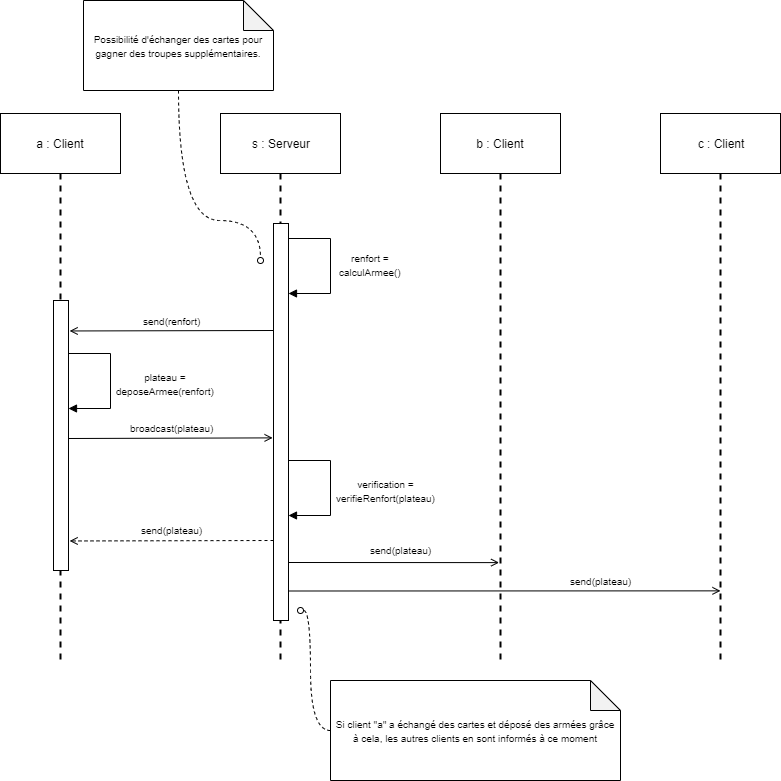 Possibilité d'échanger des cartes pour
gagner des troupes supplémentaires.
a : Client
s : Serveur
b : Client
c : Client
renfort =
calculArmee()
send(renfort)
plateau =
deposeArmee(renfort)
broadcast(plateau)
verification =
verifieRenfort(plateau)
send(plateau)
send(plateau)
send(plateau)
Si client "a" a échangé des cartes et déposé des armées grâce
à cela, les autres clients en sont informés à ce moment